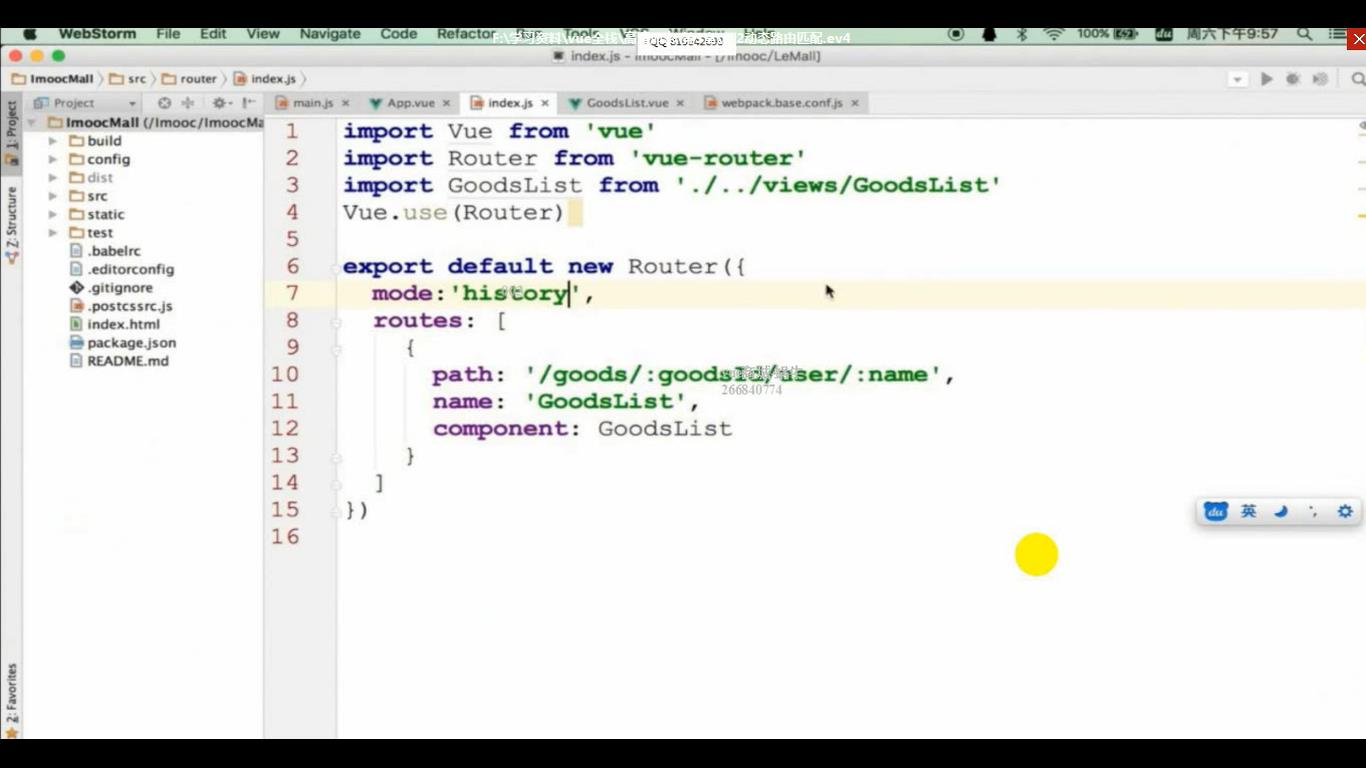 WebStorm File Edit View Navigate Code Refactor
100% 周六下午9:57
F:\学习资料\vue全栈\ 2动态路由匹配.ev4
index.js - ImoocMall - [/Imooc/LeMall]
ImoocMall src router index.js
Project
main.js App.vue index.js GoodsList.vue webpack.base.conf.js
1: Project
Z: Structure
2: Favorites
ImoocMall (/Imooc/ImoocMa
build
config
dist
src
static
test
.babelrc
.editorconfig
.gitignore
.postcssrc.js
index.html
package.json
README.md
1 import Vue from 'vue'
2 import Router from 'vue-router'
3 import GoodsList from './../views/GoodsList'
4 Vue.use(Router)
5
6 export default new Router({
7 mode:'history',
8 routes: [
9 {
10 path: '/goods/:goodsId/user/:name',
11 name: 'GoodsList',
12 component: GoodsList
13 }
14 ]
15 })
16
266840774
du 英